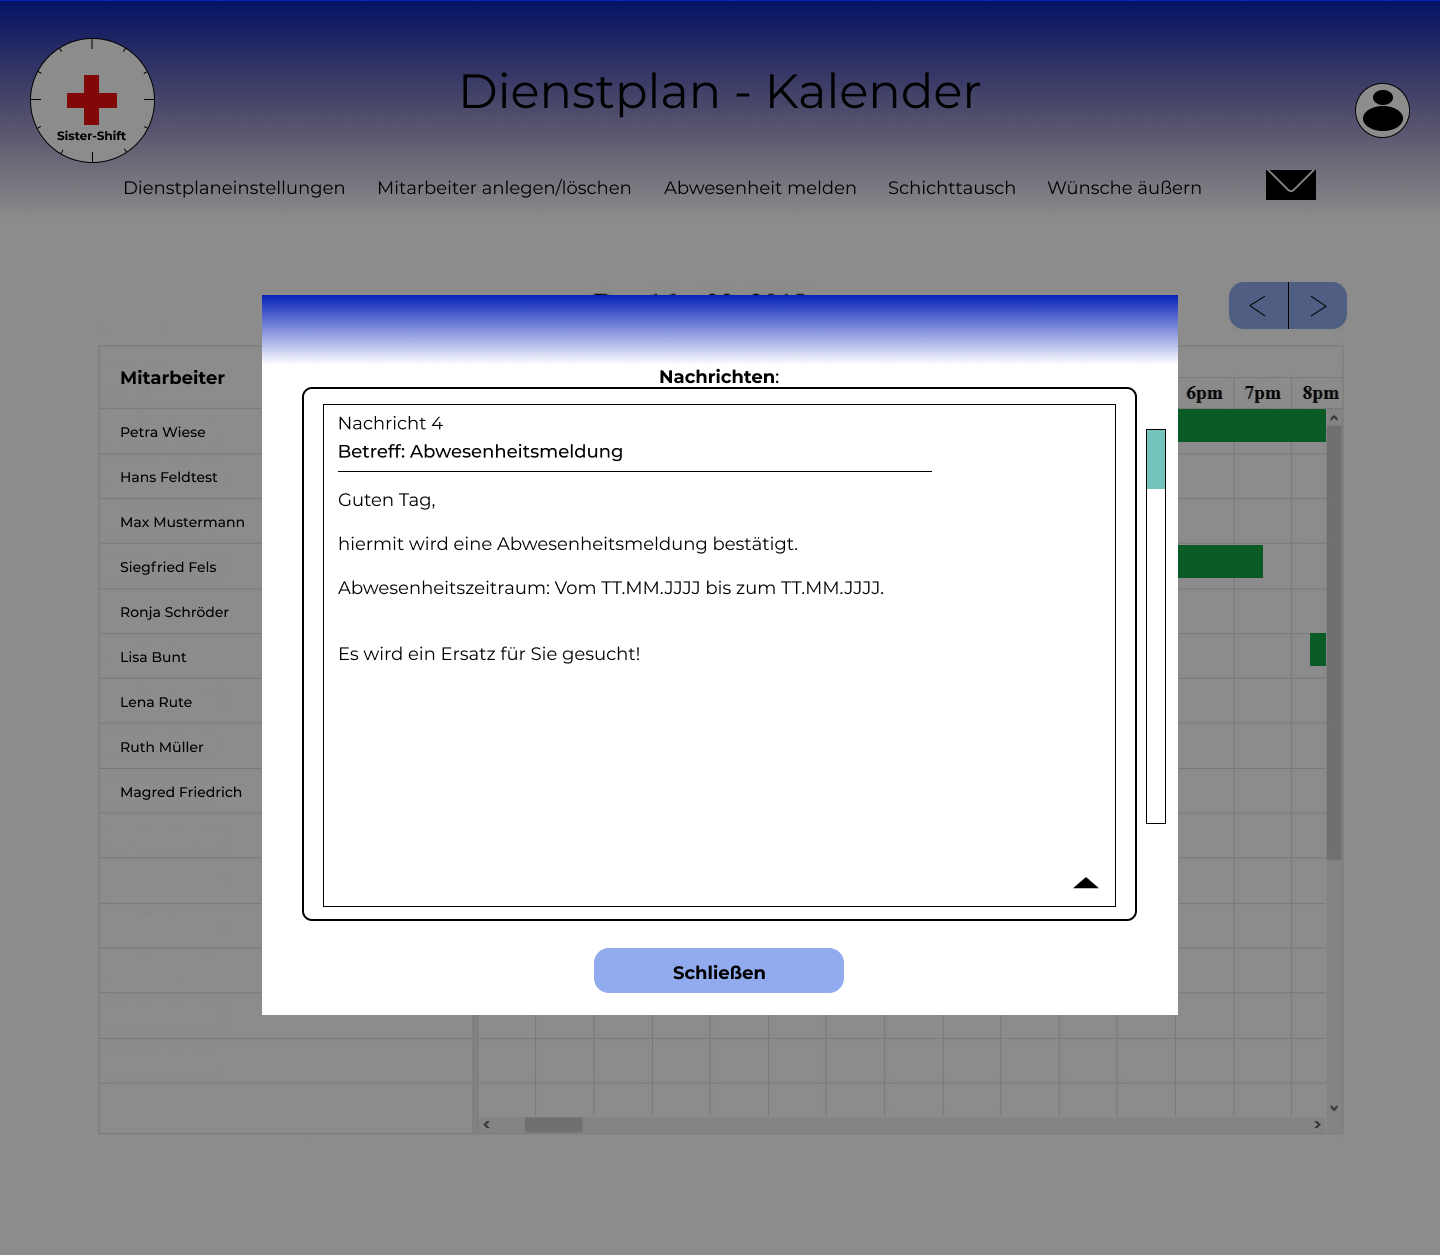 Dienstplan - Kalender
Sister-Shift
Dienstplaneinstellungen Mitarbeiter anlegen/löschen Abwesenheit melden Schichttausch Wünsche äußern
Mitarbeiter
6pm 7pm 8pm
Petra Wiese
Hans Feldtest
Max Mustermann
Siegfried Fels
Ronja Schröder
Lisa Bunt
Lena Rute
Ruth Müller
Magred Friedrich
Nachrichten:
Nachricht 4
Betreff: Abwesenheitsmeldung
Guten Tag,
hiermit wird eine Abwesenheitsmeldung bestätigt.
Abwesenheitszeitraum: Vom TT.MM.JJJJ bis zum TT.MM.JJJJ.
Es wird ein Ersatz für Sie gesucht!
Schließen